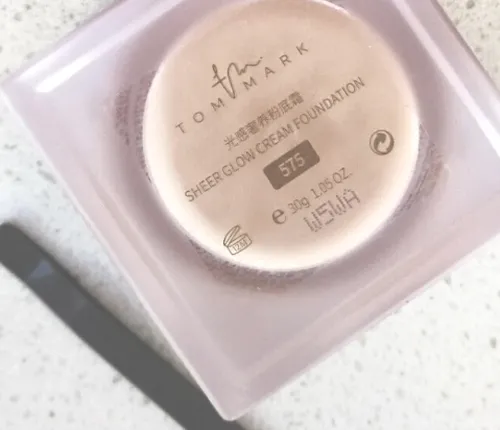 tm
TOM MARK
光感奢养粉底霜
SHEER GLOW CREAM FOUNDATION
575
e 30g 1.05 OZ.
W5WA